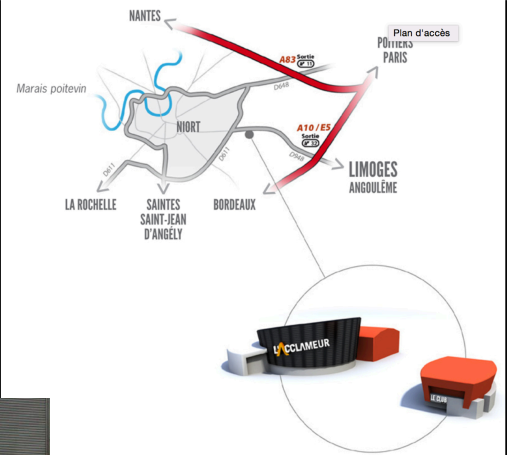 NANTES
Plan d'accès
POITIERS
PARIS
A83
Sortie
N° 11
D648
Marais poitevin
NIORT
A10 / E5
Sortie
N° 32
D948
D611
D611
LIMOGES
ANGOULÊME
LA ROCHELLE
SAINTES
SAINT-JEAN
D'ANGÉLY
BORDEAUX
L'ACCLAMEUR
LE CLUB